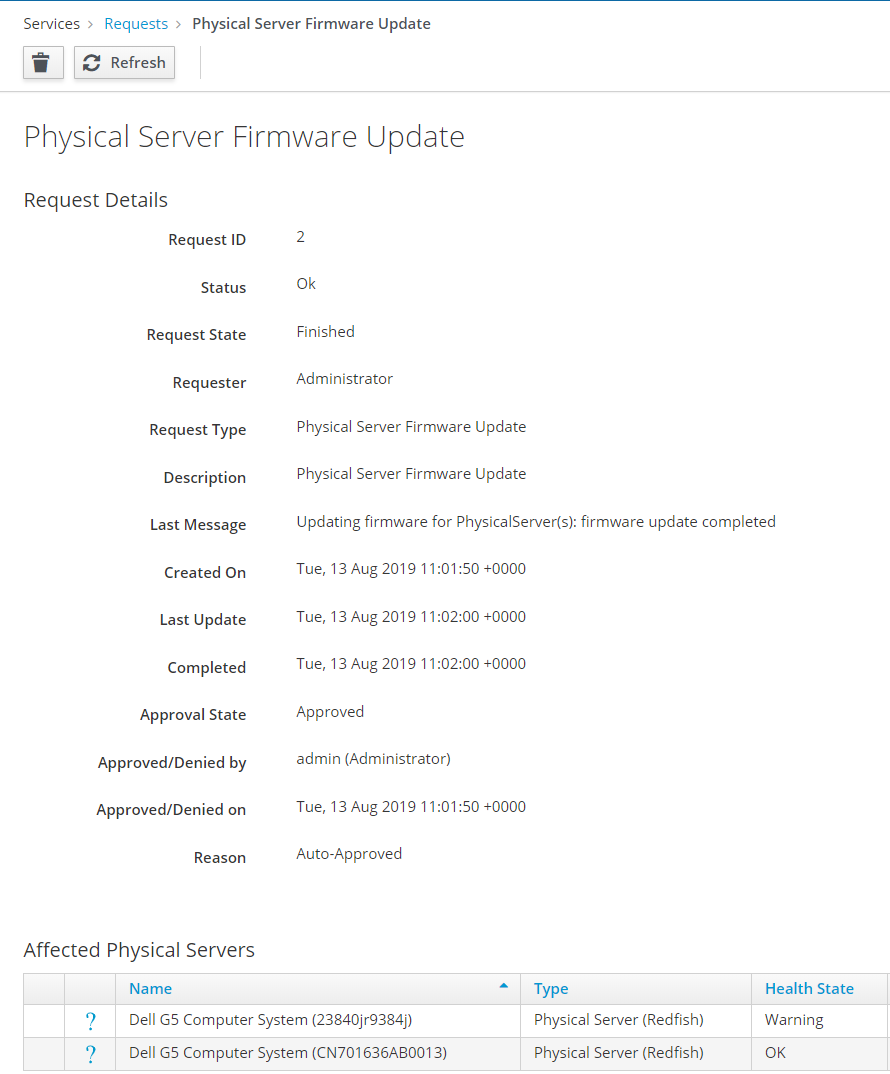 Services > Requests > Physical Server Firmware Update
Refresh
Physical Server Firmware Update
Request Details
Request ID 2
Status Ok
Request State Finished
Requester Administrator
Request Type Physical Server Firmware Update
Description Physical Server Firmware Update
Last Message Updating firmware for PhysicalServer(s): firmware update completed
Created On Tue, 13 Aug 2019 11:01:50 +0000
Last Update Tue, 13 Aug 2019 11:02:00 +0000
Completed Tue, 13 Aug 2019 11:02:00 +0000
Approval State Approved
Approved/Denied by admin (Administrator)
Approved/Denied on Tue, 13 Aug 2019 11:01:50 +0000
Reason Auto-Approved
Affected Physical Servers
Name Type Health State
? Dell G5 Computer System (23840jr9384j) Physical Server (Redfish) Warning
? Dell G5 Computer System (CN701636AB0013) Physical Server (Redfish) OK